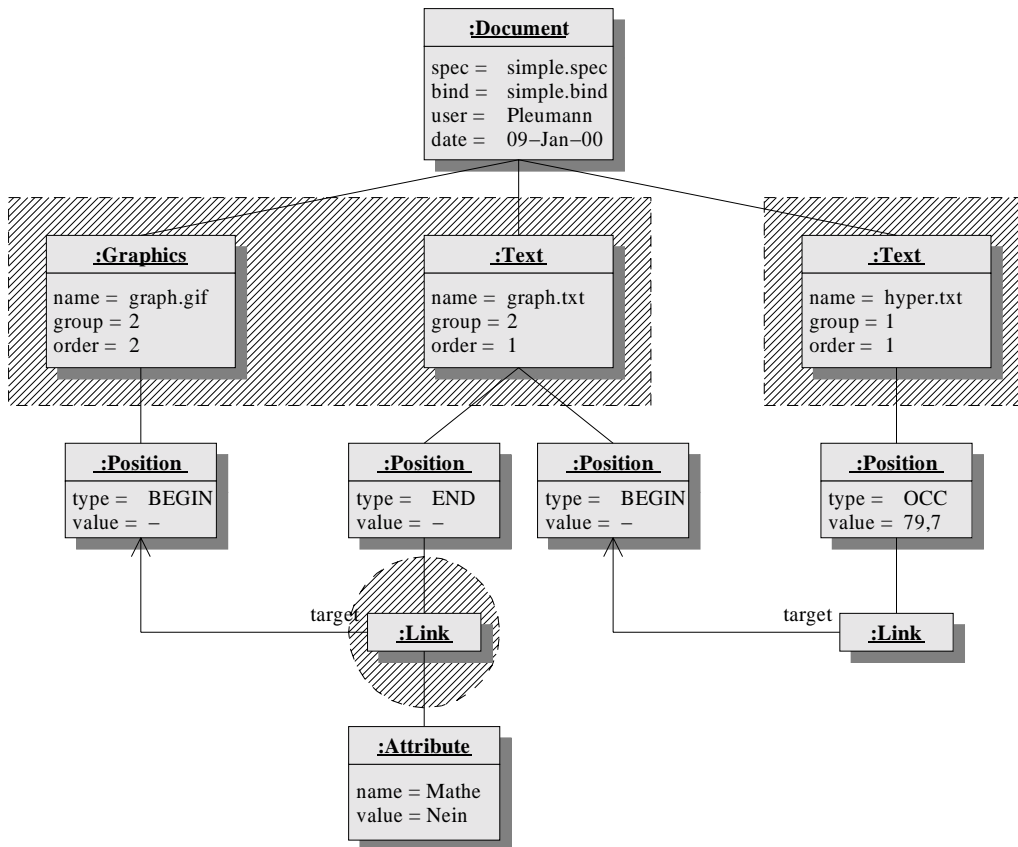 :Document
spec = simple.spec
bind = simple.bind
user = Pleumann
date = 09−Jan−00
:Graphics
name = graph.gif
group = 2
order = 2
:Text
name = graph.txt
group = 2
order = 1
:Text
name = hyper.txt
group = 1
order = 1
:Position
type = BEGIN
value = −
:Position
type = END
value = −
:Position
type = BEGIN
value = −
:Position
type = OCC
value = 79,7
target
:Link
target
:Link
:Attribute
name = Mathe
value = Nein